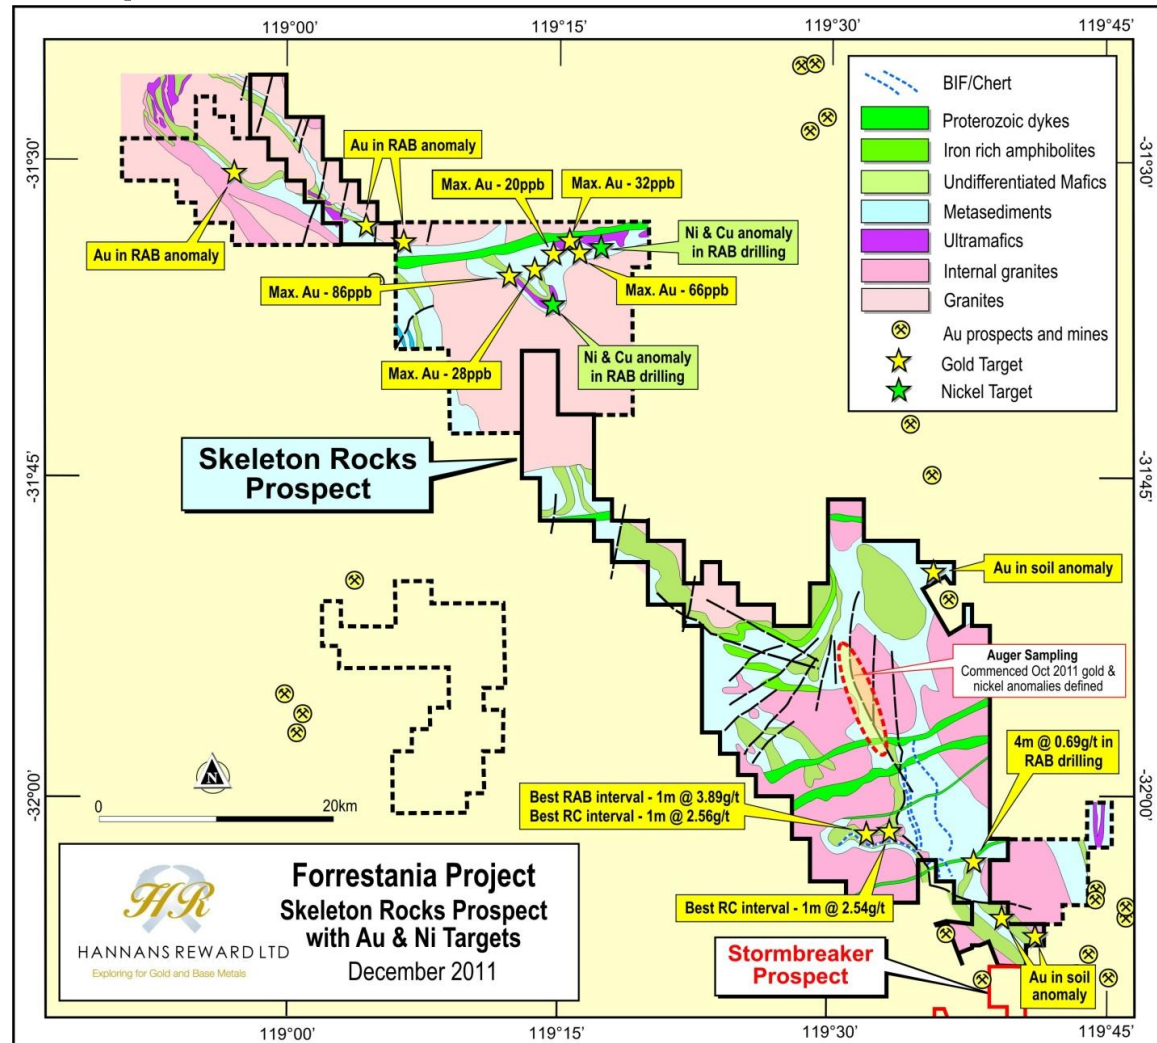 119°00'
119°15'
119°30'
119°45'
-31°30'
-31°45'
-32°00'
-31°30'
-31°45'
-32°00'
119°00'
119°15'
119°30'
119°45'
BIF/Chert
Proterozoic dykes
Iron rich amphibolites
Undifferentiated Mafics
Metasediments
Ultramafics
Internal granites
Granites
Au prospects and mines
Gold Target
Nickel Target
Au in RAB anomaly
Max. Au - 20ppb
Max. Au - 32ppb
Au in RAB anomaly
Ni & Cu anomaly
in RAB drilling
Max. Au - 86ppb
Max. Au - 66ppb
Max. Au - 28ppb
Ni & Cu anomaly
in RAB drilling
Skeleton Rocks
Prospect
Au in soil anomaly
Auger Sampling
Commenced Oct 2011 gold &
nickel anomalies defined
4m @ 0.69g/t in
RAB drilling
Best RAB interval - 1m @ 3.89g/t
Best RC interval - 1m @ 2.56g/t
Best RC interval - 1m @ 2.54g/t
Stormbreaker
Prospect
Au in soil
anomaly
N
0
20km
HR
HANNANS REWARD LTD
Exploring for Gold and Base Metals
Forrestania Project
Skeleton Rocks Prospect
with Au & Ni Targets
December 2011